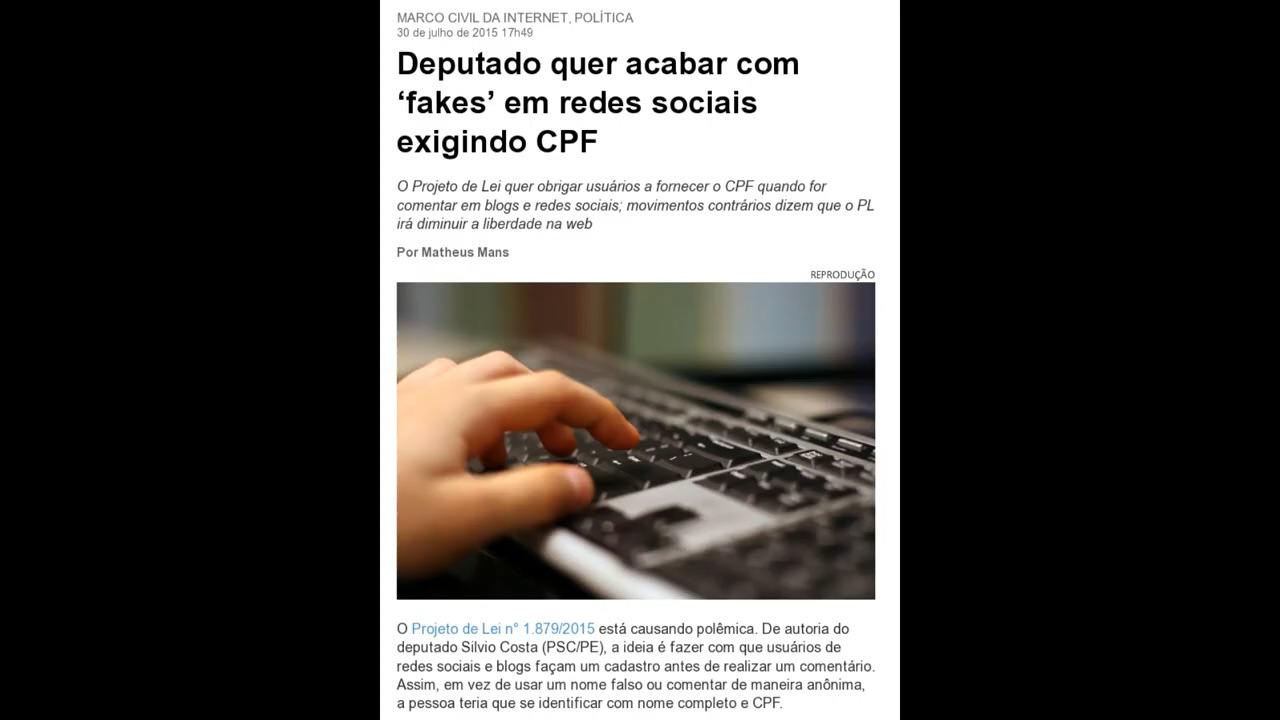 MARCO CIVIL DA INTERNET, POLÍTICA
30 de julho de 2015 17h49
Deputado quer acabar com
‘fakes’ em redes sociais
exigindo CPF
O Projeto de Lei quer obrigar usuários a fornecer o CPF quando for
comentar em blogs e redes sociais; movimentos contrários dizem que o PL
irá diminuir a liberdade na web
Por Matheus Mans
REPRODUÇÃO
O Projeto de Lei n° 1.879/2015 está causando polêmica. De autoria do
deputado Silvio Costa (PSC/PE), a ideia é fazer com que usuários de
redes sociais e blogs façam um cadastro antes de realizar um comentário.
Assim, em vez de usar um nome falso ou comentar de maneira anônima,
a pessoa teria que se identificar com nome completo e CPF.